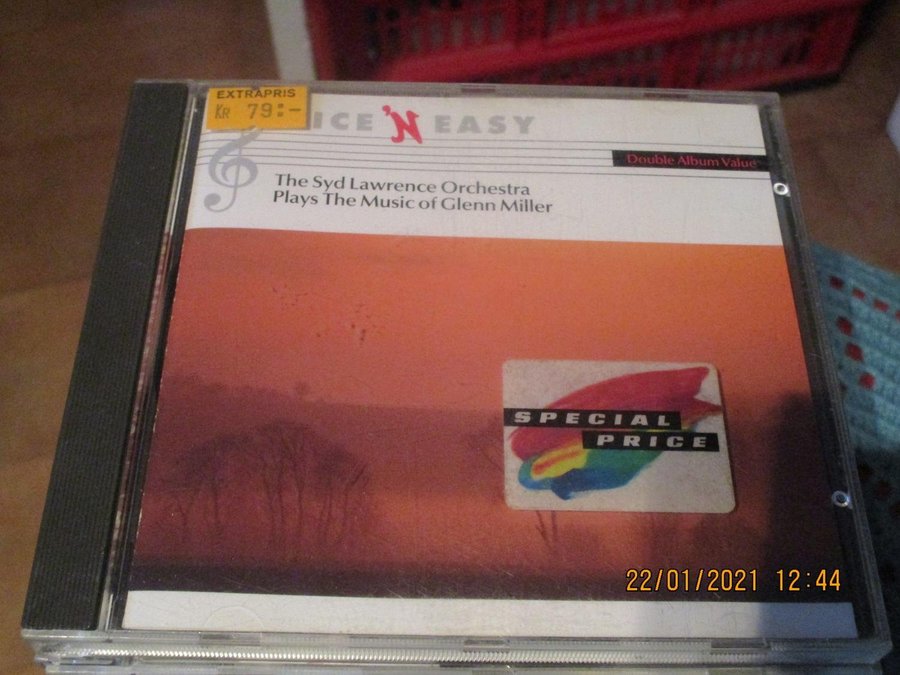 EXTRAPRIS
KR 79:-
ICE 'N EASY
Double Album Value
The Syd Lawrence Orchestra
Plays The Music of Glenn Miller
SPECIAL
PRICE
22/01/2021 12:44